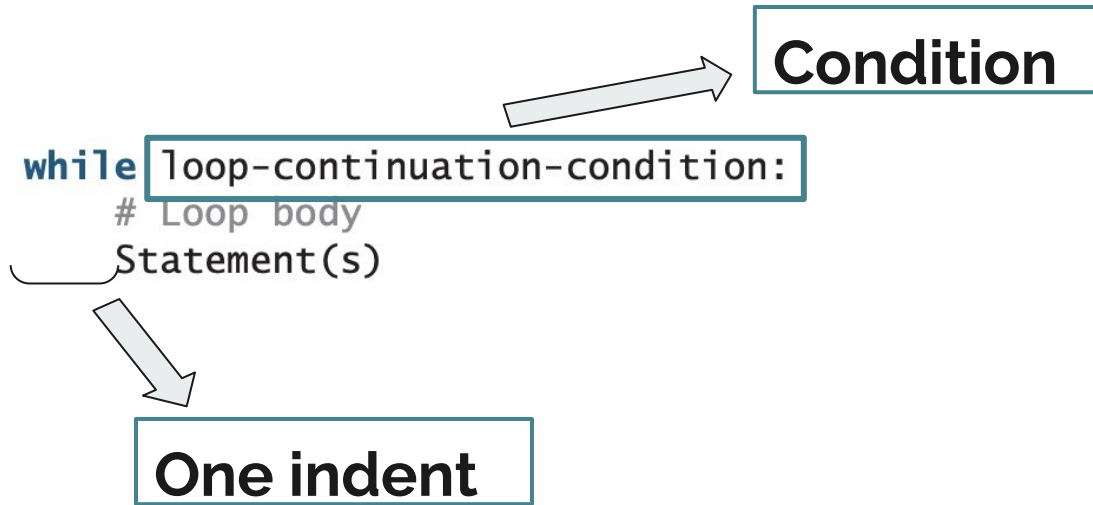 Condition
while loop-continuation-condition:
# Loop body
Statement(s)
One indent